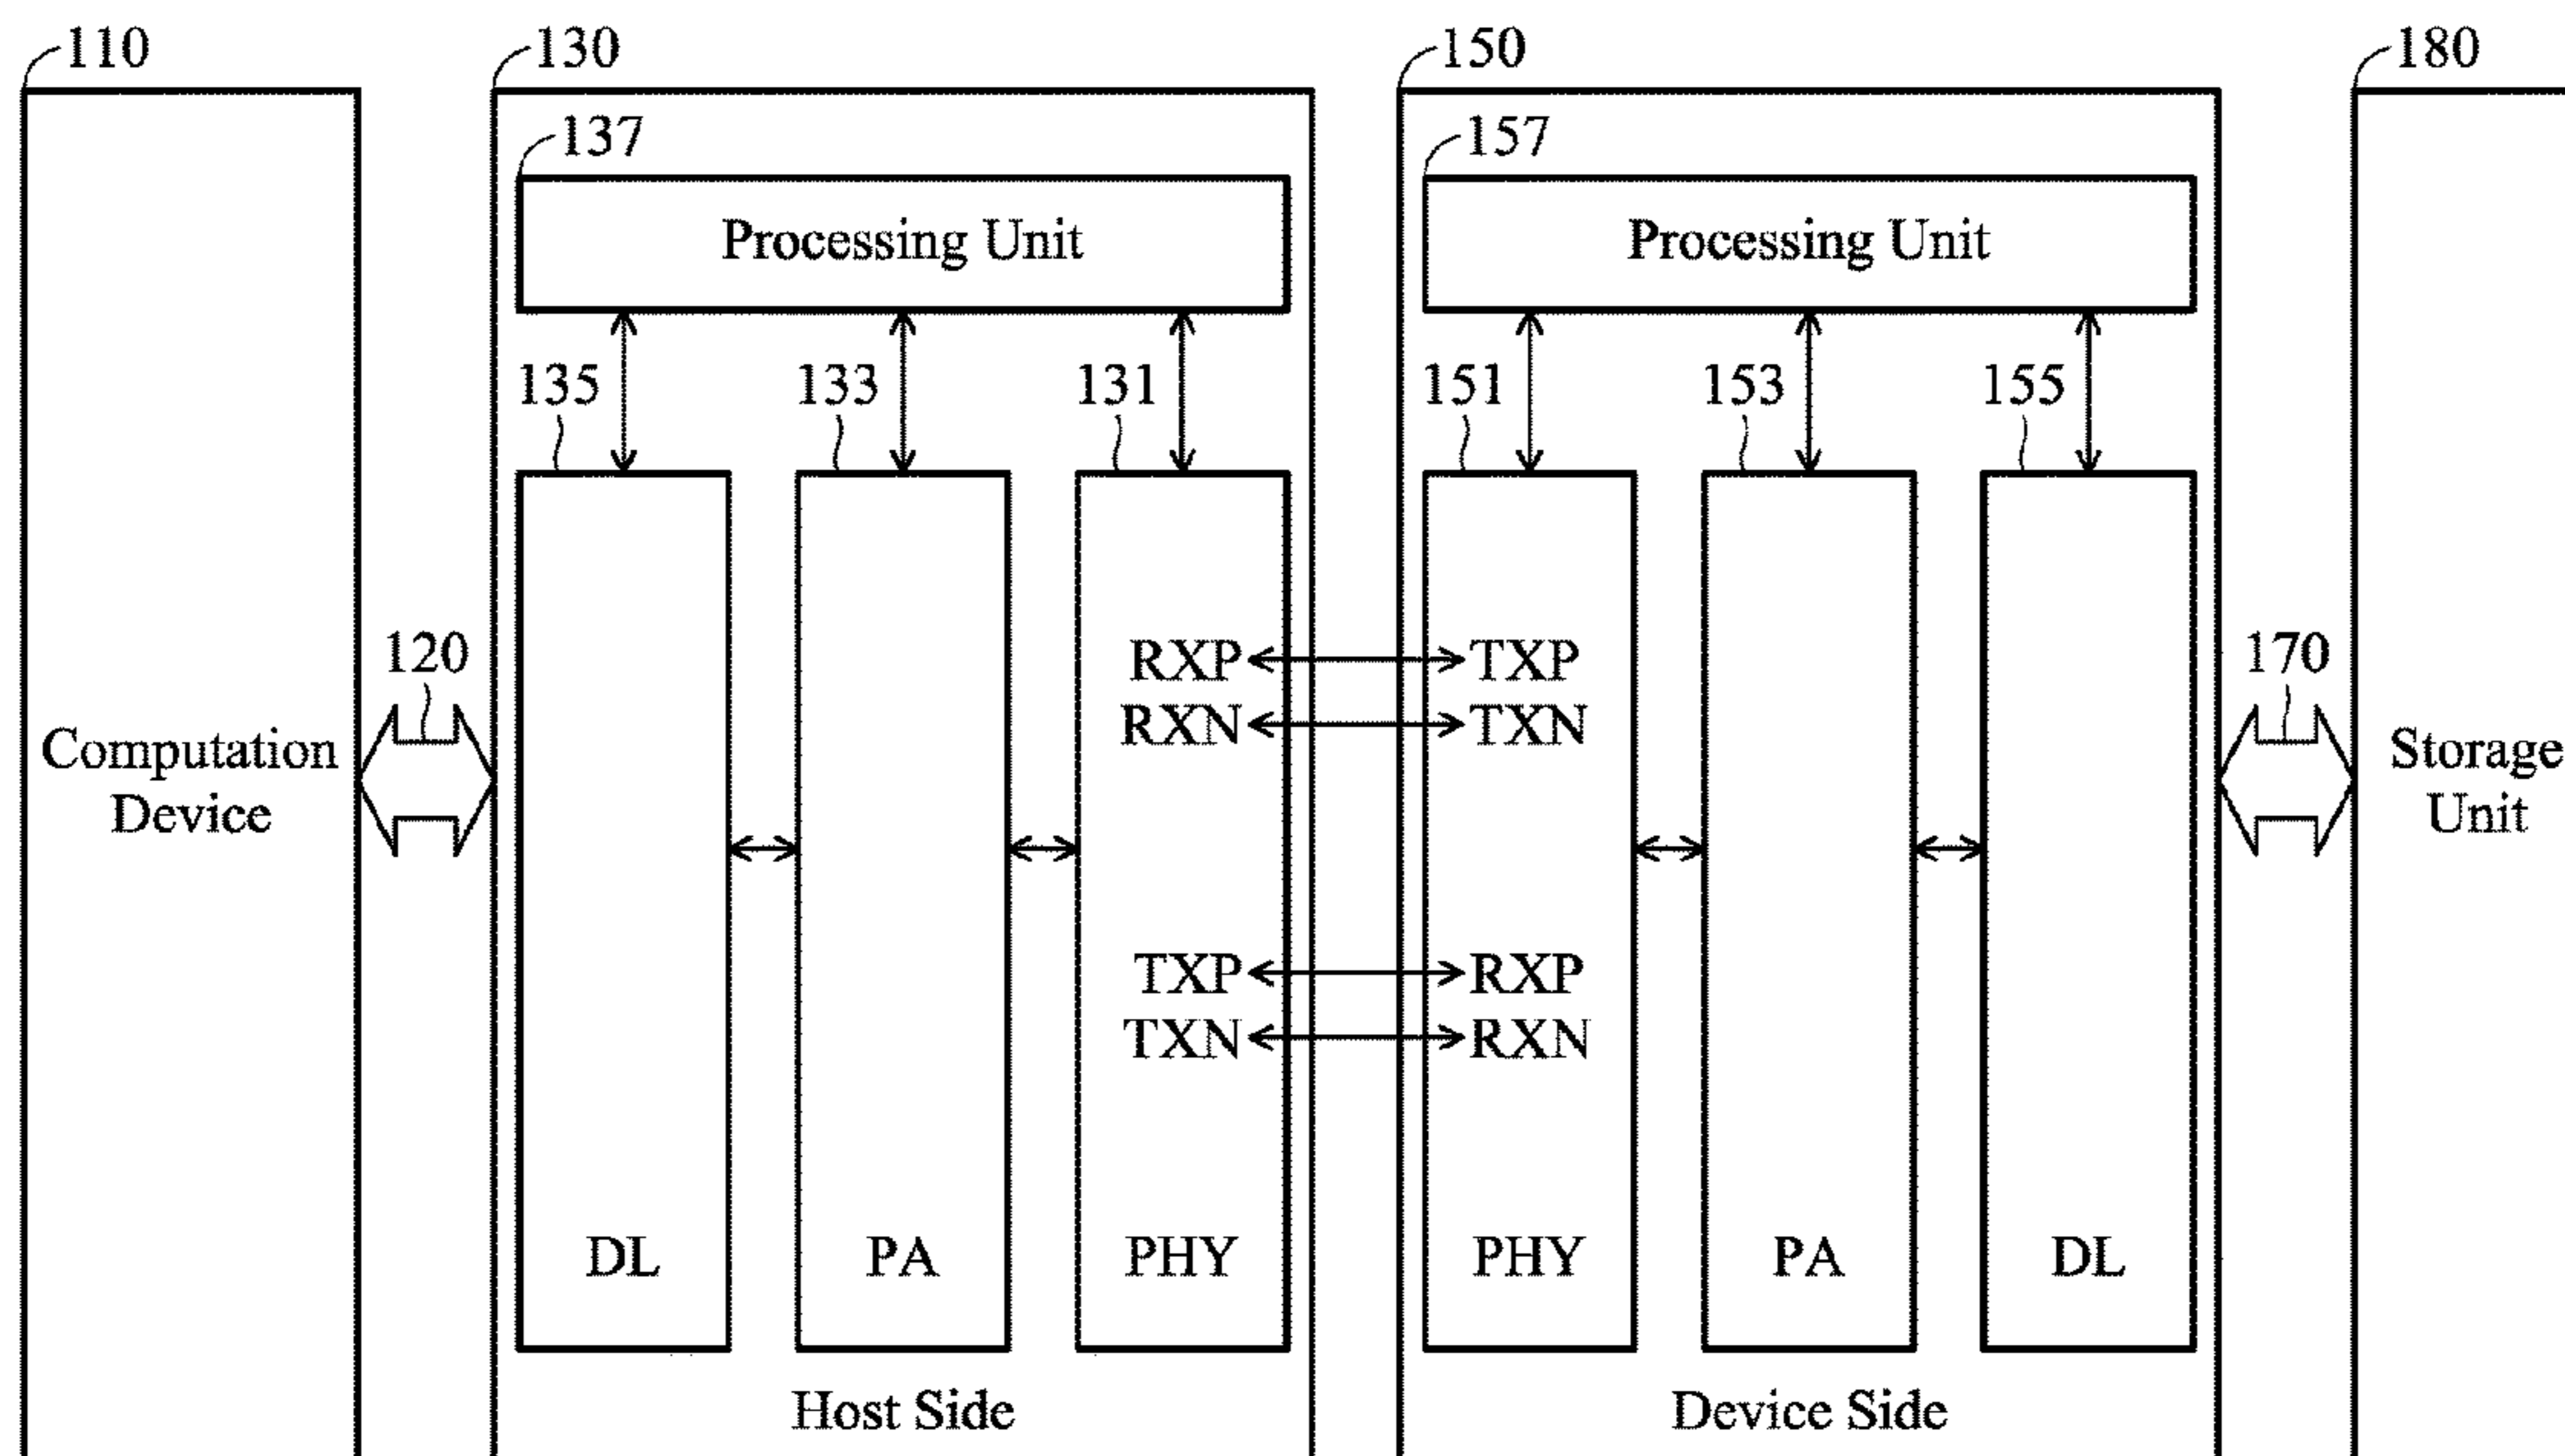 110
130
150
180
137
157
Processing Unit
Processing Unit
135
133
131
151
153
155
120
170
RXP
TXP
RXN
TXN
Computation
Device
Storage
Unit
TXP
RXP
TXN
RXN
DL
PA
PHY
PHY
PA
DL
Host Side
Device Side